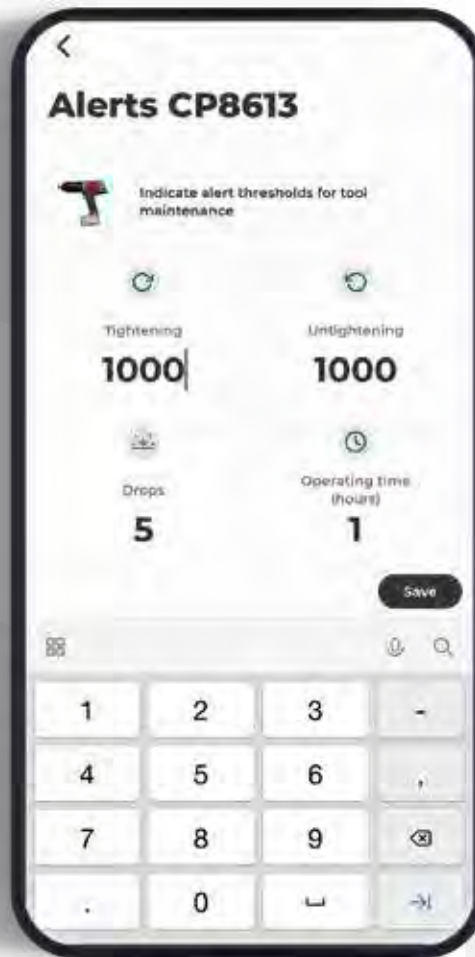 Alerts CP8613
Indicate alert thresholds for tool
maintenance
Tightening
Untightening
1000
1000
Drops
Operating time
(hours)
5
1
Save
1 2 3 -
4 5 6 ,
7 8 9
. 0